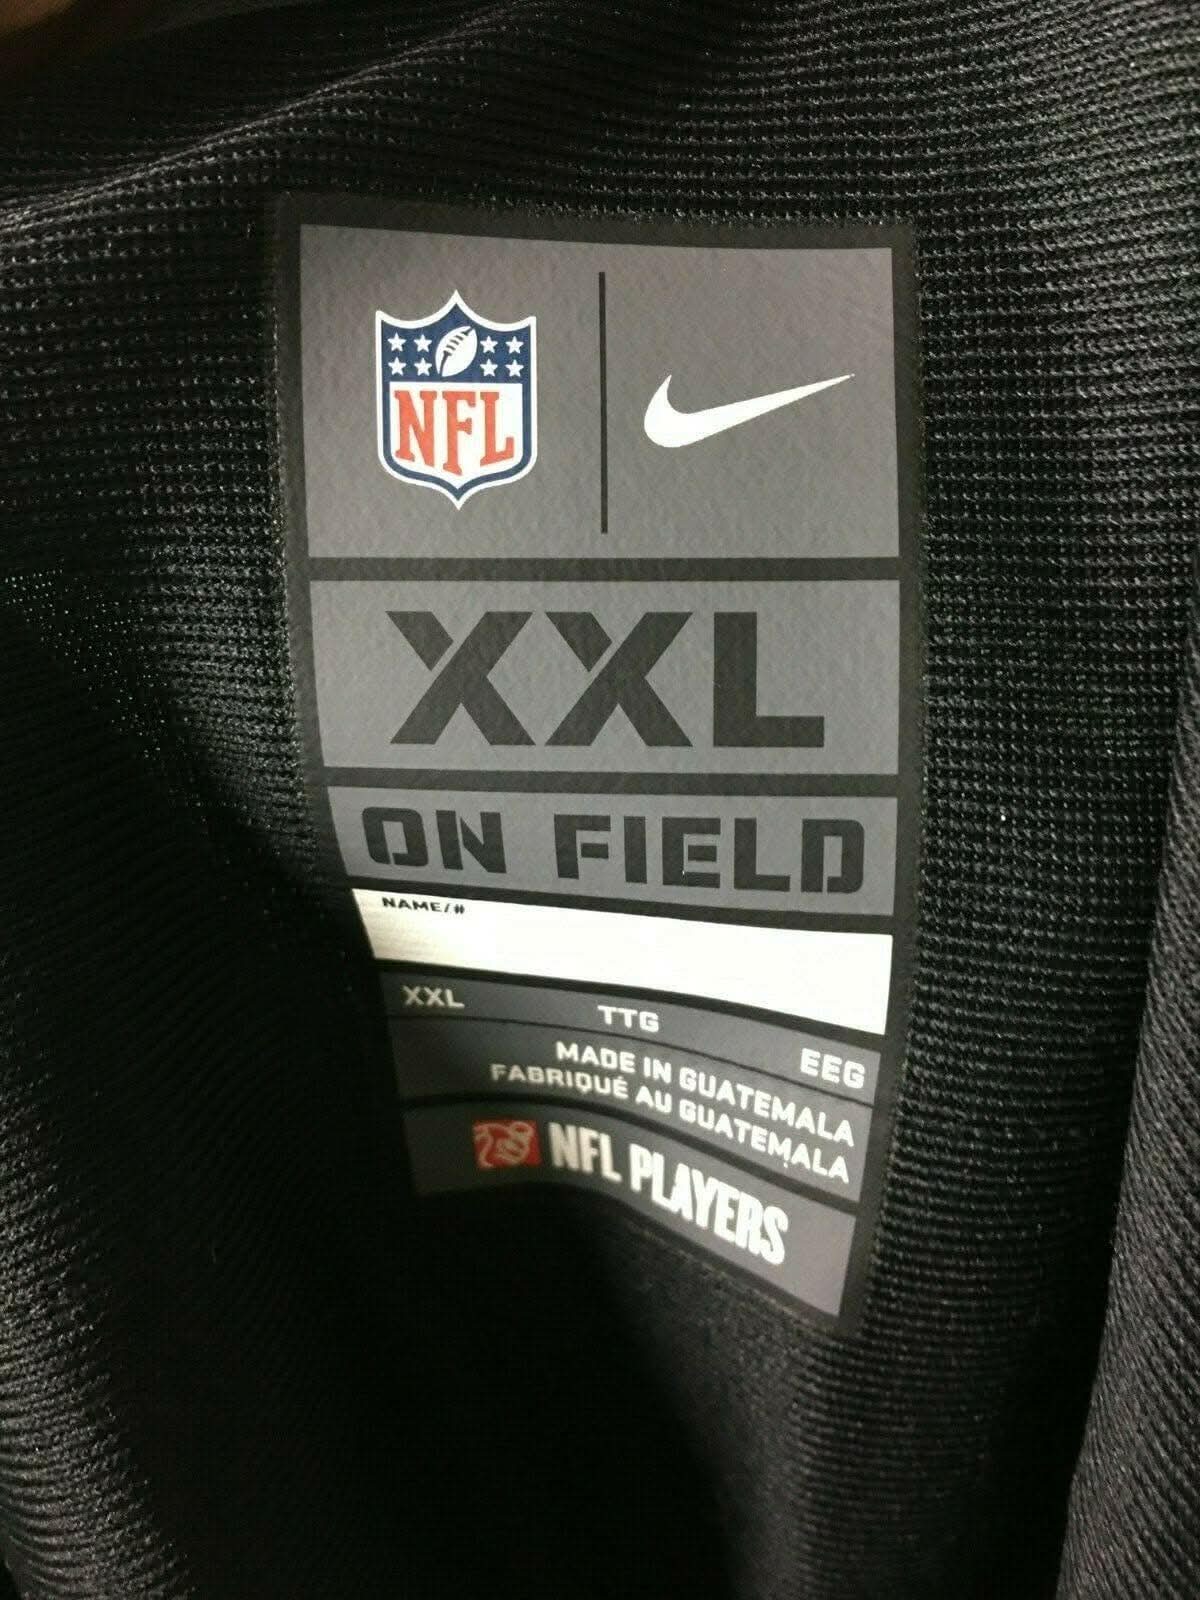 NFL
XXL
ON FIELD
NAME/#
XXL TTG EEG
MADE IN GUATEMALA
FABRIQUÉ AU GUATEMALA
NFL PLAYERS